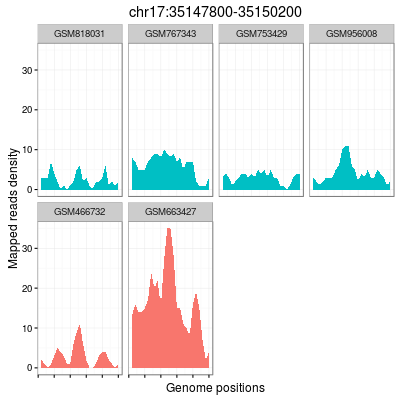 chr17:35147800-35150200
GSM818031 GSM767343 GSM753429 GSM956008
30
20
10
0
GSM466732 GSM663427
30
20
10
0
Mapped reads density
Genome positions